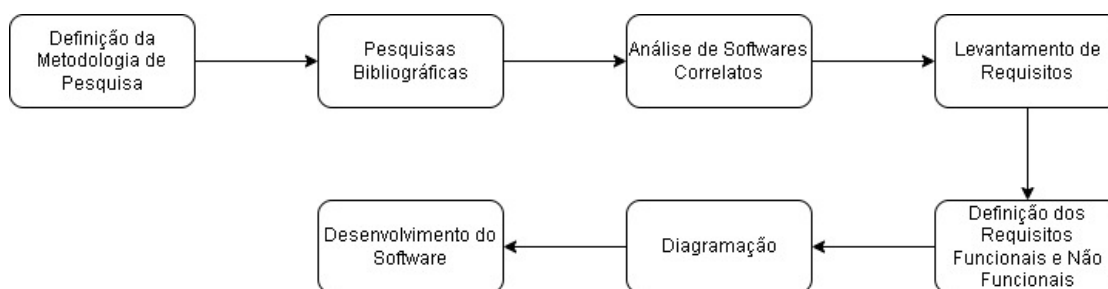 Definição da
Metodologia de
Pesquisa
Pesquisas
Bibliográficas
Análise de Softwares
Correlatos
Levantamento de
Requisitos
Definição dos
Requisitos
Funcionais e Não
Funcionais
Diagramação
Desenvolvimento do
Software